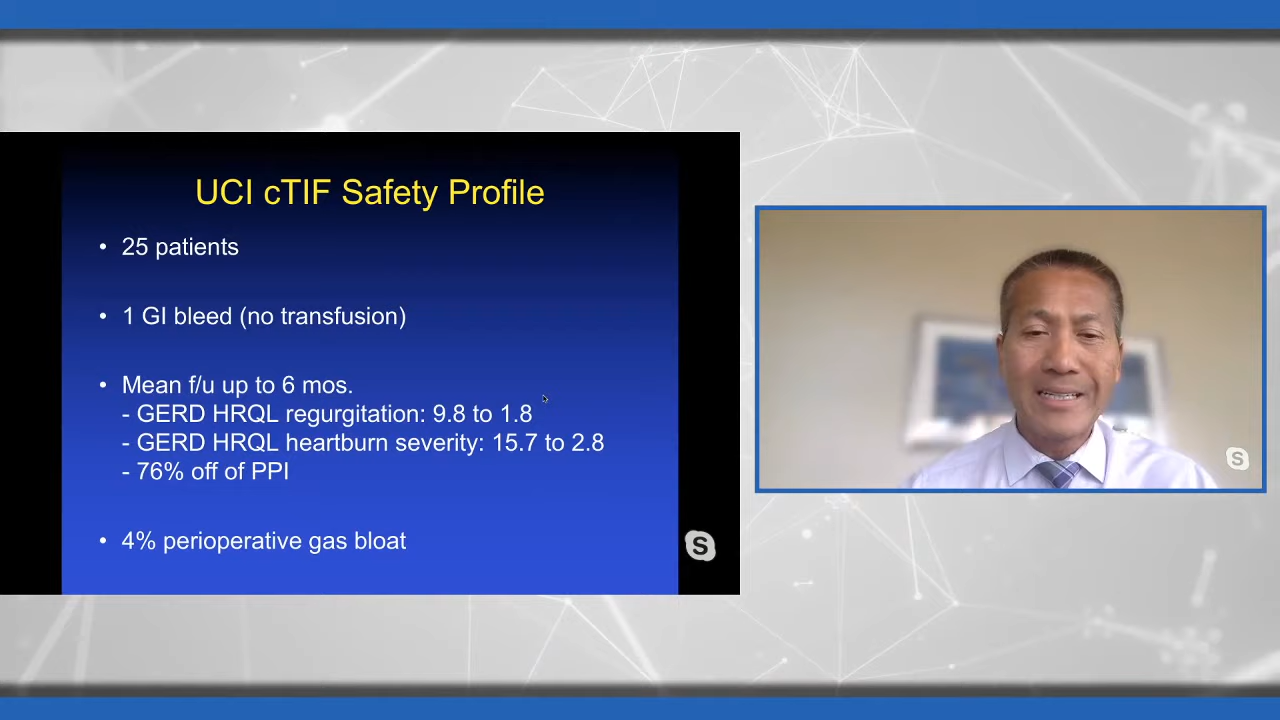 UCI cTIF Safety Profile
• 25 patients
• 1 GI bleed (no transfusion)
• Mean f/u up to 6 mos.
- GERD HRQL regurgitation: 9.8 to 1.8
- GERD HRQL heartburn severity: 15.7 to 2.8
- 76% off of PPI
• 4% perioperative gas bloat
S
S